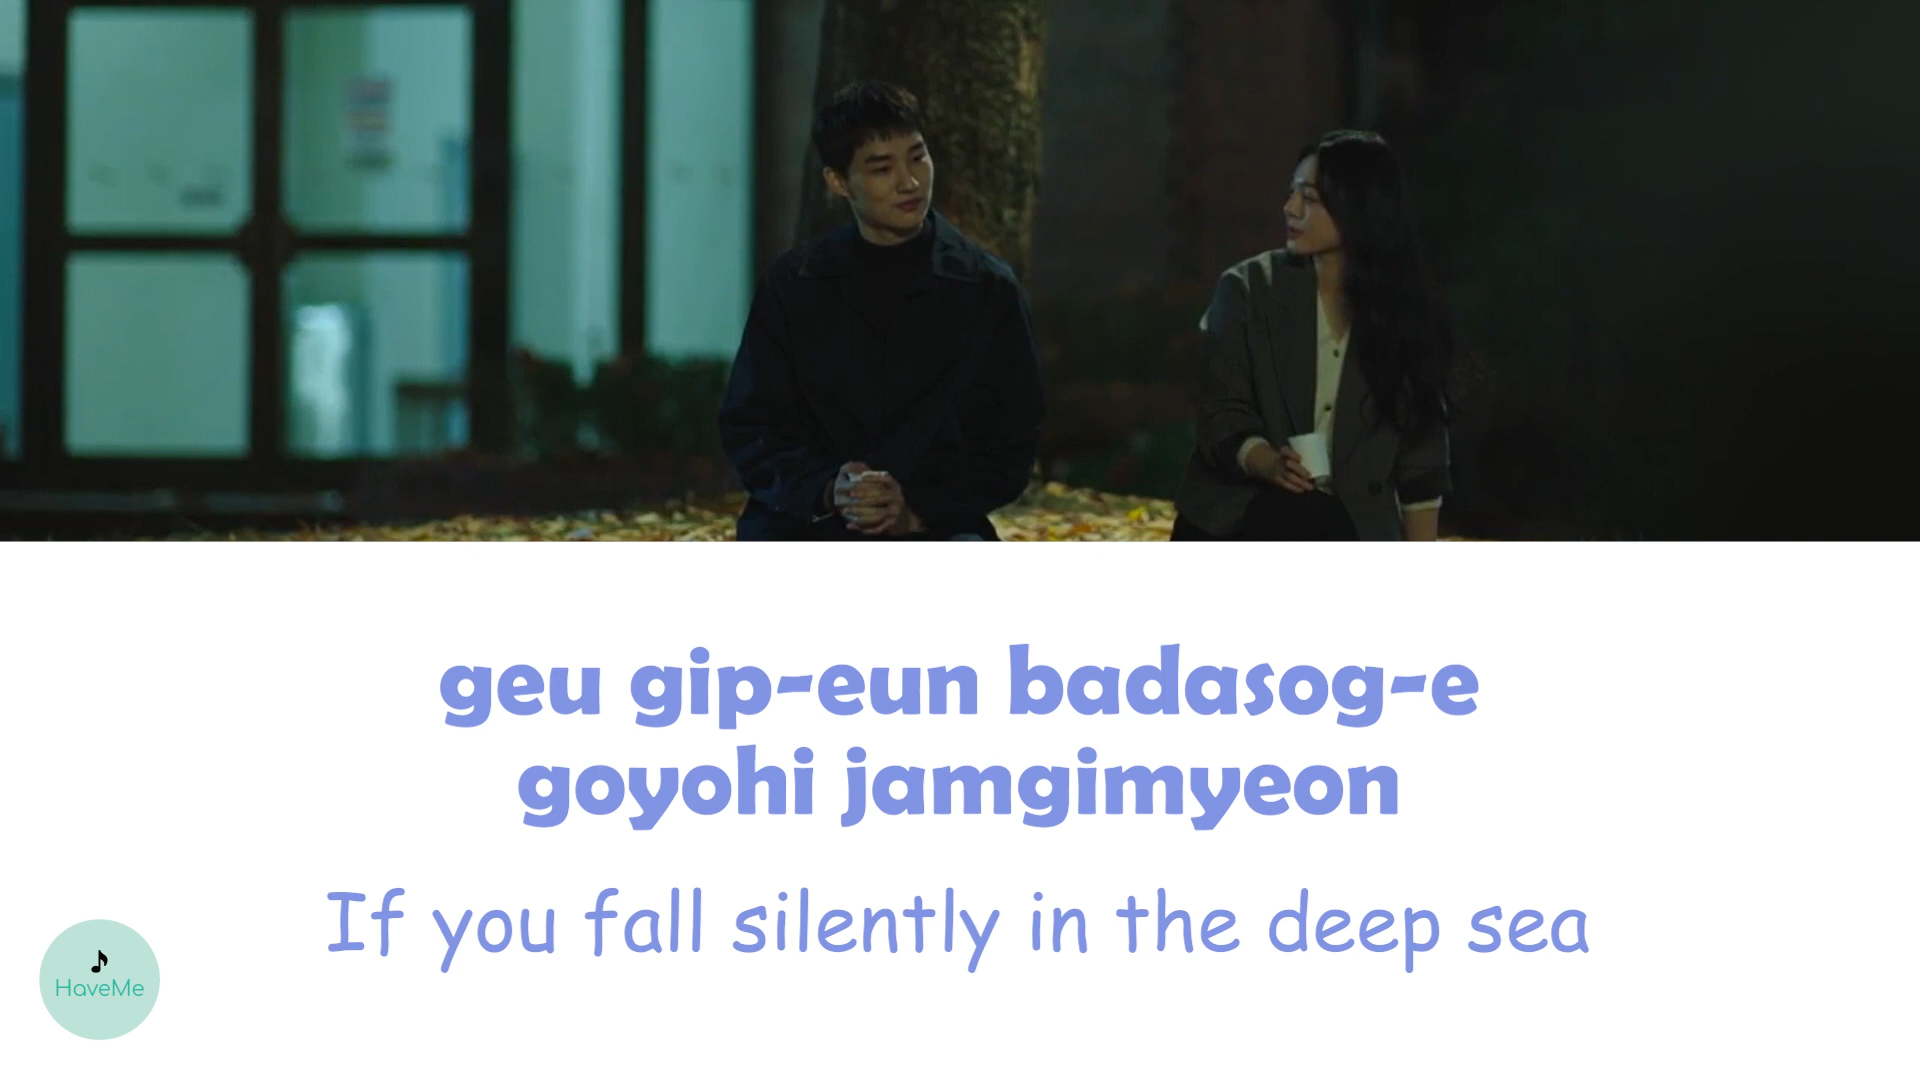 geu gip-eun badasog-e
goyohi jamgimyeon
If you fall silently in the deep sea
HaveMe